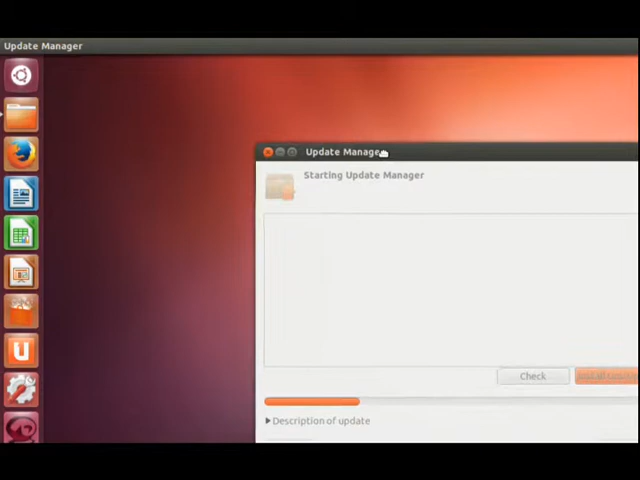 Update Manager
Update Manager
Starting Update Manager
Check
Description of update